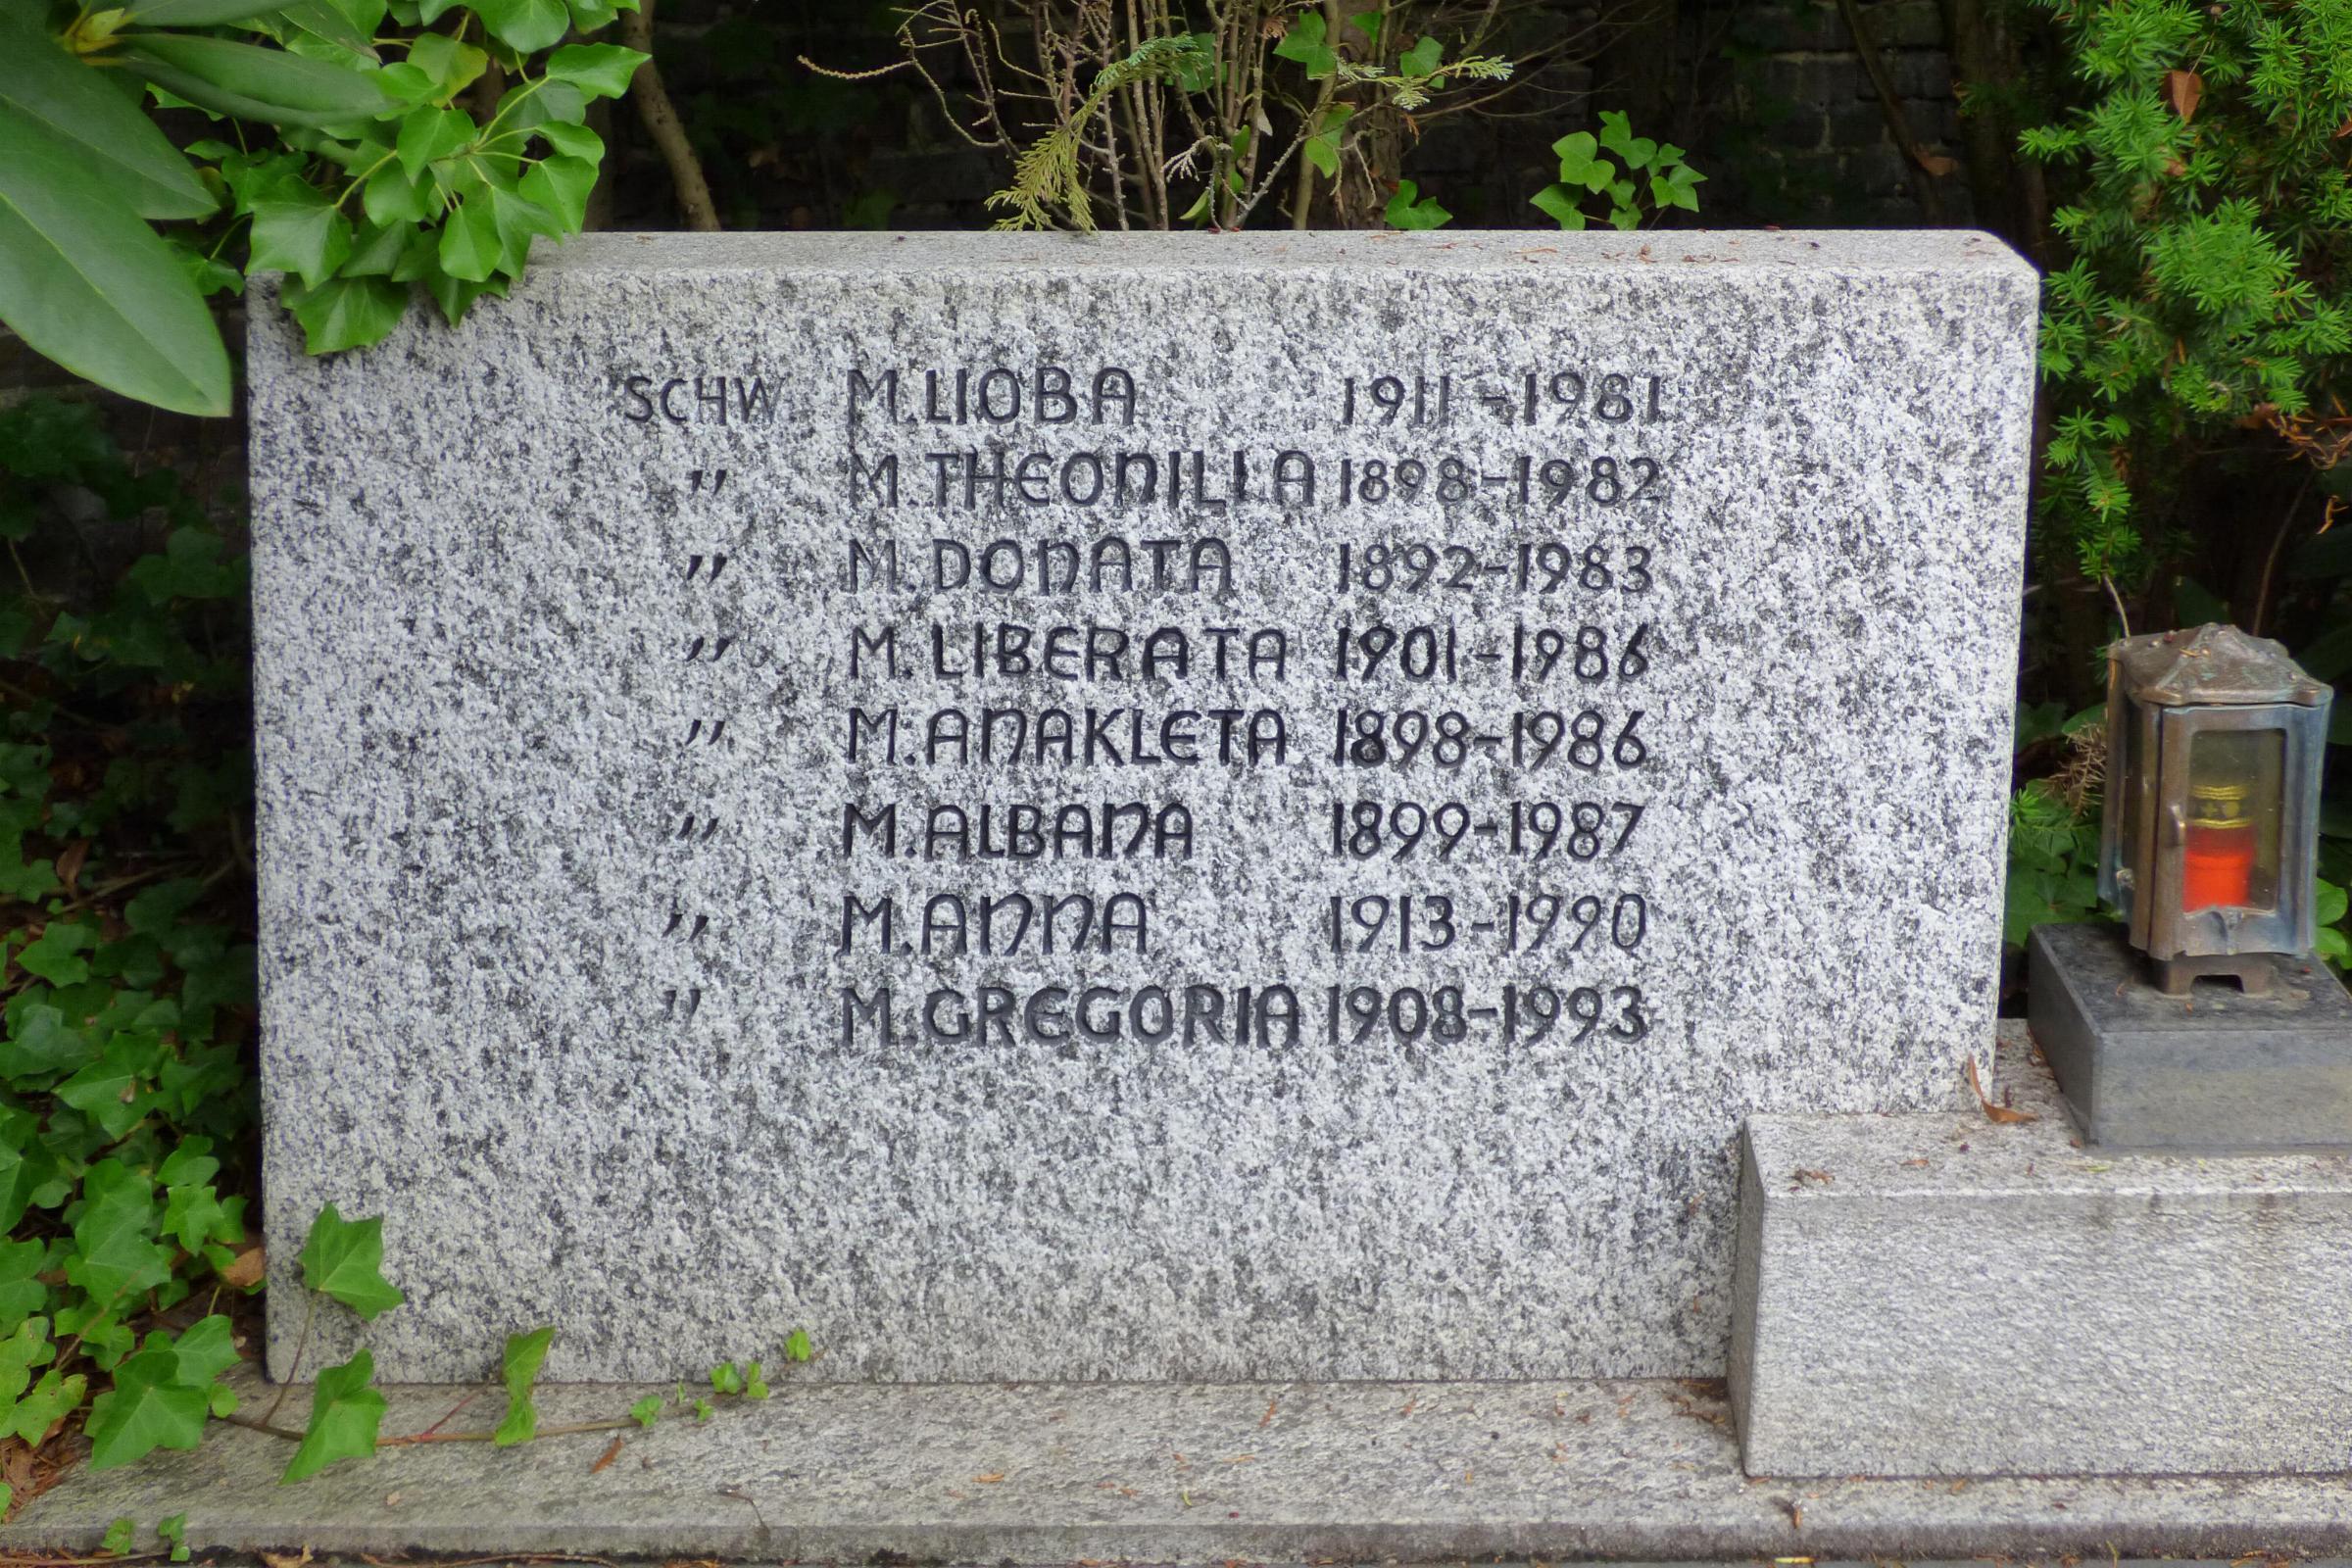 SCHW M. LIOBA 1911-1981
" M. THEONILLA 1898-1982
" M. DONATA 1892-1983
" M. LIBERATA 1901-1986
" M. ANAKLETA 1898-1986
" M. ALBANA 1899-1987
" M. ANNA 1913-1990
" M. GREGORIA 1908-1993